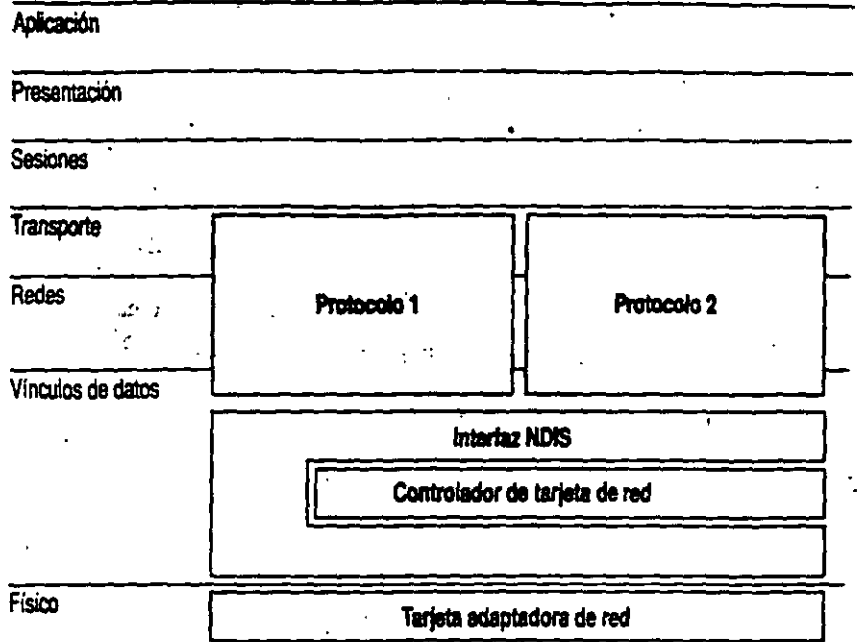 Aplicación
Presentación
Sesiones
Transporte
Redes
Protocolo 1
Protocolo 2
Vínculos de datos
Interfaz NDIS
Controlador de tarjeta de red
Físico
Tarjeta adaptadora de red